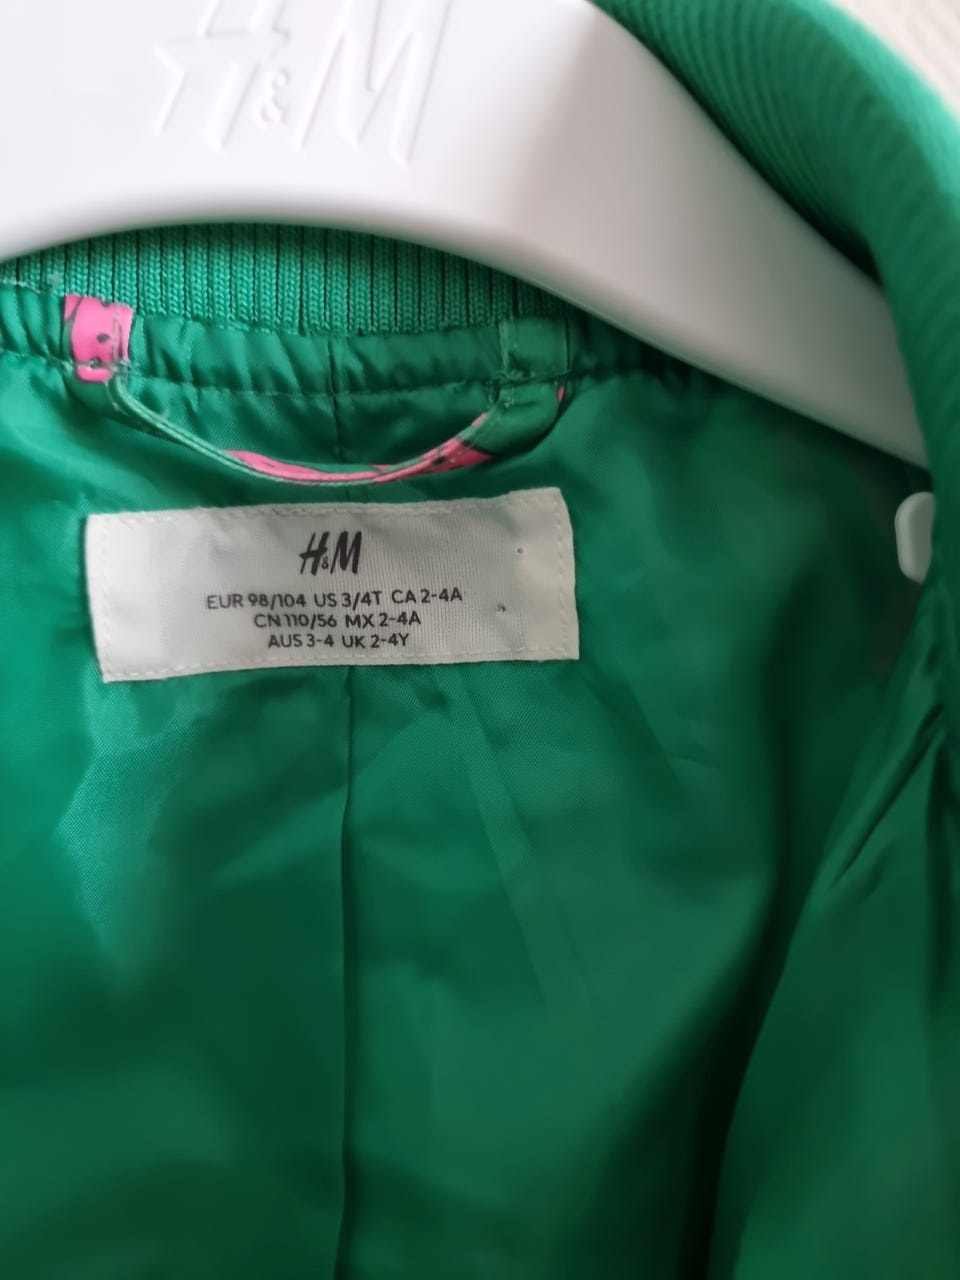 H&M
H&M
EUR 98/104 US 3/4T CA 2-4A
CN 110/56 MX 2-4A
AUS 3-4 UK 2-4Y